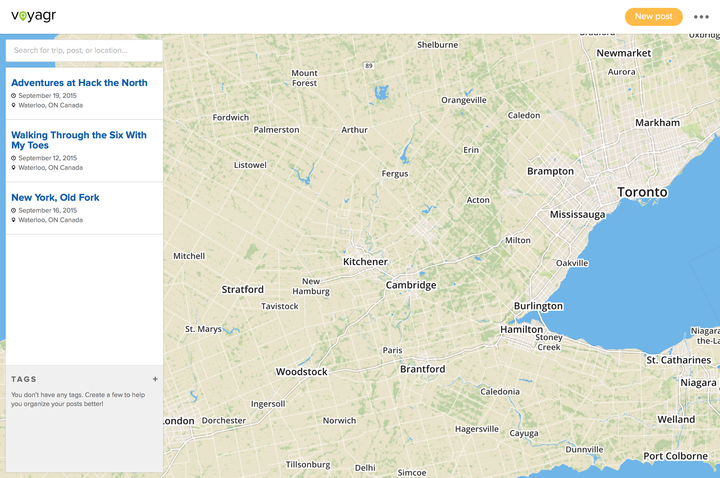 voyagr
New post
Search for trip, post, or location...
Adventures at Hack the North
September 19, 2015
Waterloo, ON Canada
Walking Through the Six With
My Toes
September 12, 2015
Waterloo, ON Canada
New York, Old Fork
September 16, 2015
Waterloo, ON Canada
TAGS +
You don't have any tags. Create a few to help
you organize your posts better!
Shelburne
Newmarket
Aurora
89
Mount
Forest
Orangeville
Caledon
Fordwich
Palmerston
Arthur
Markham
Erin
Listowel
Fergus
Brampton
Acton
Toronto
Mississauga
Milton
Mitchell
Kitchener
Oakville
Stratford
New
Hamburg
Cambridge
Tavistock
Burlington
St. Marys
Hamilton
Stoney
Creek
Niagara
the-La
Paris
St. Catharines
Woodstock
Brantford
Niagara
Caledonia
Ingersoll
London
Dorchester
Norwich
Hagersville
Cayuga
Welland
Dunnville
Port Colborne
Tillsonburg
Delhi
Simcoe